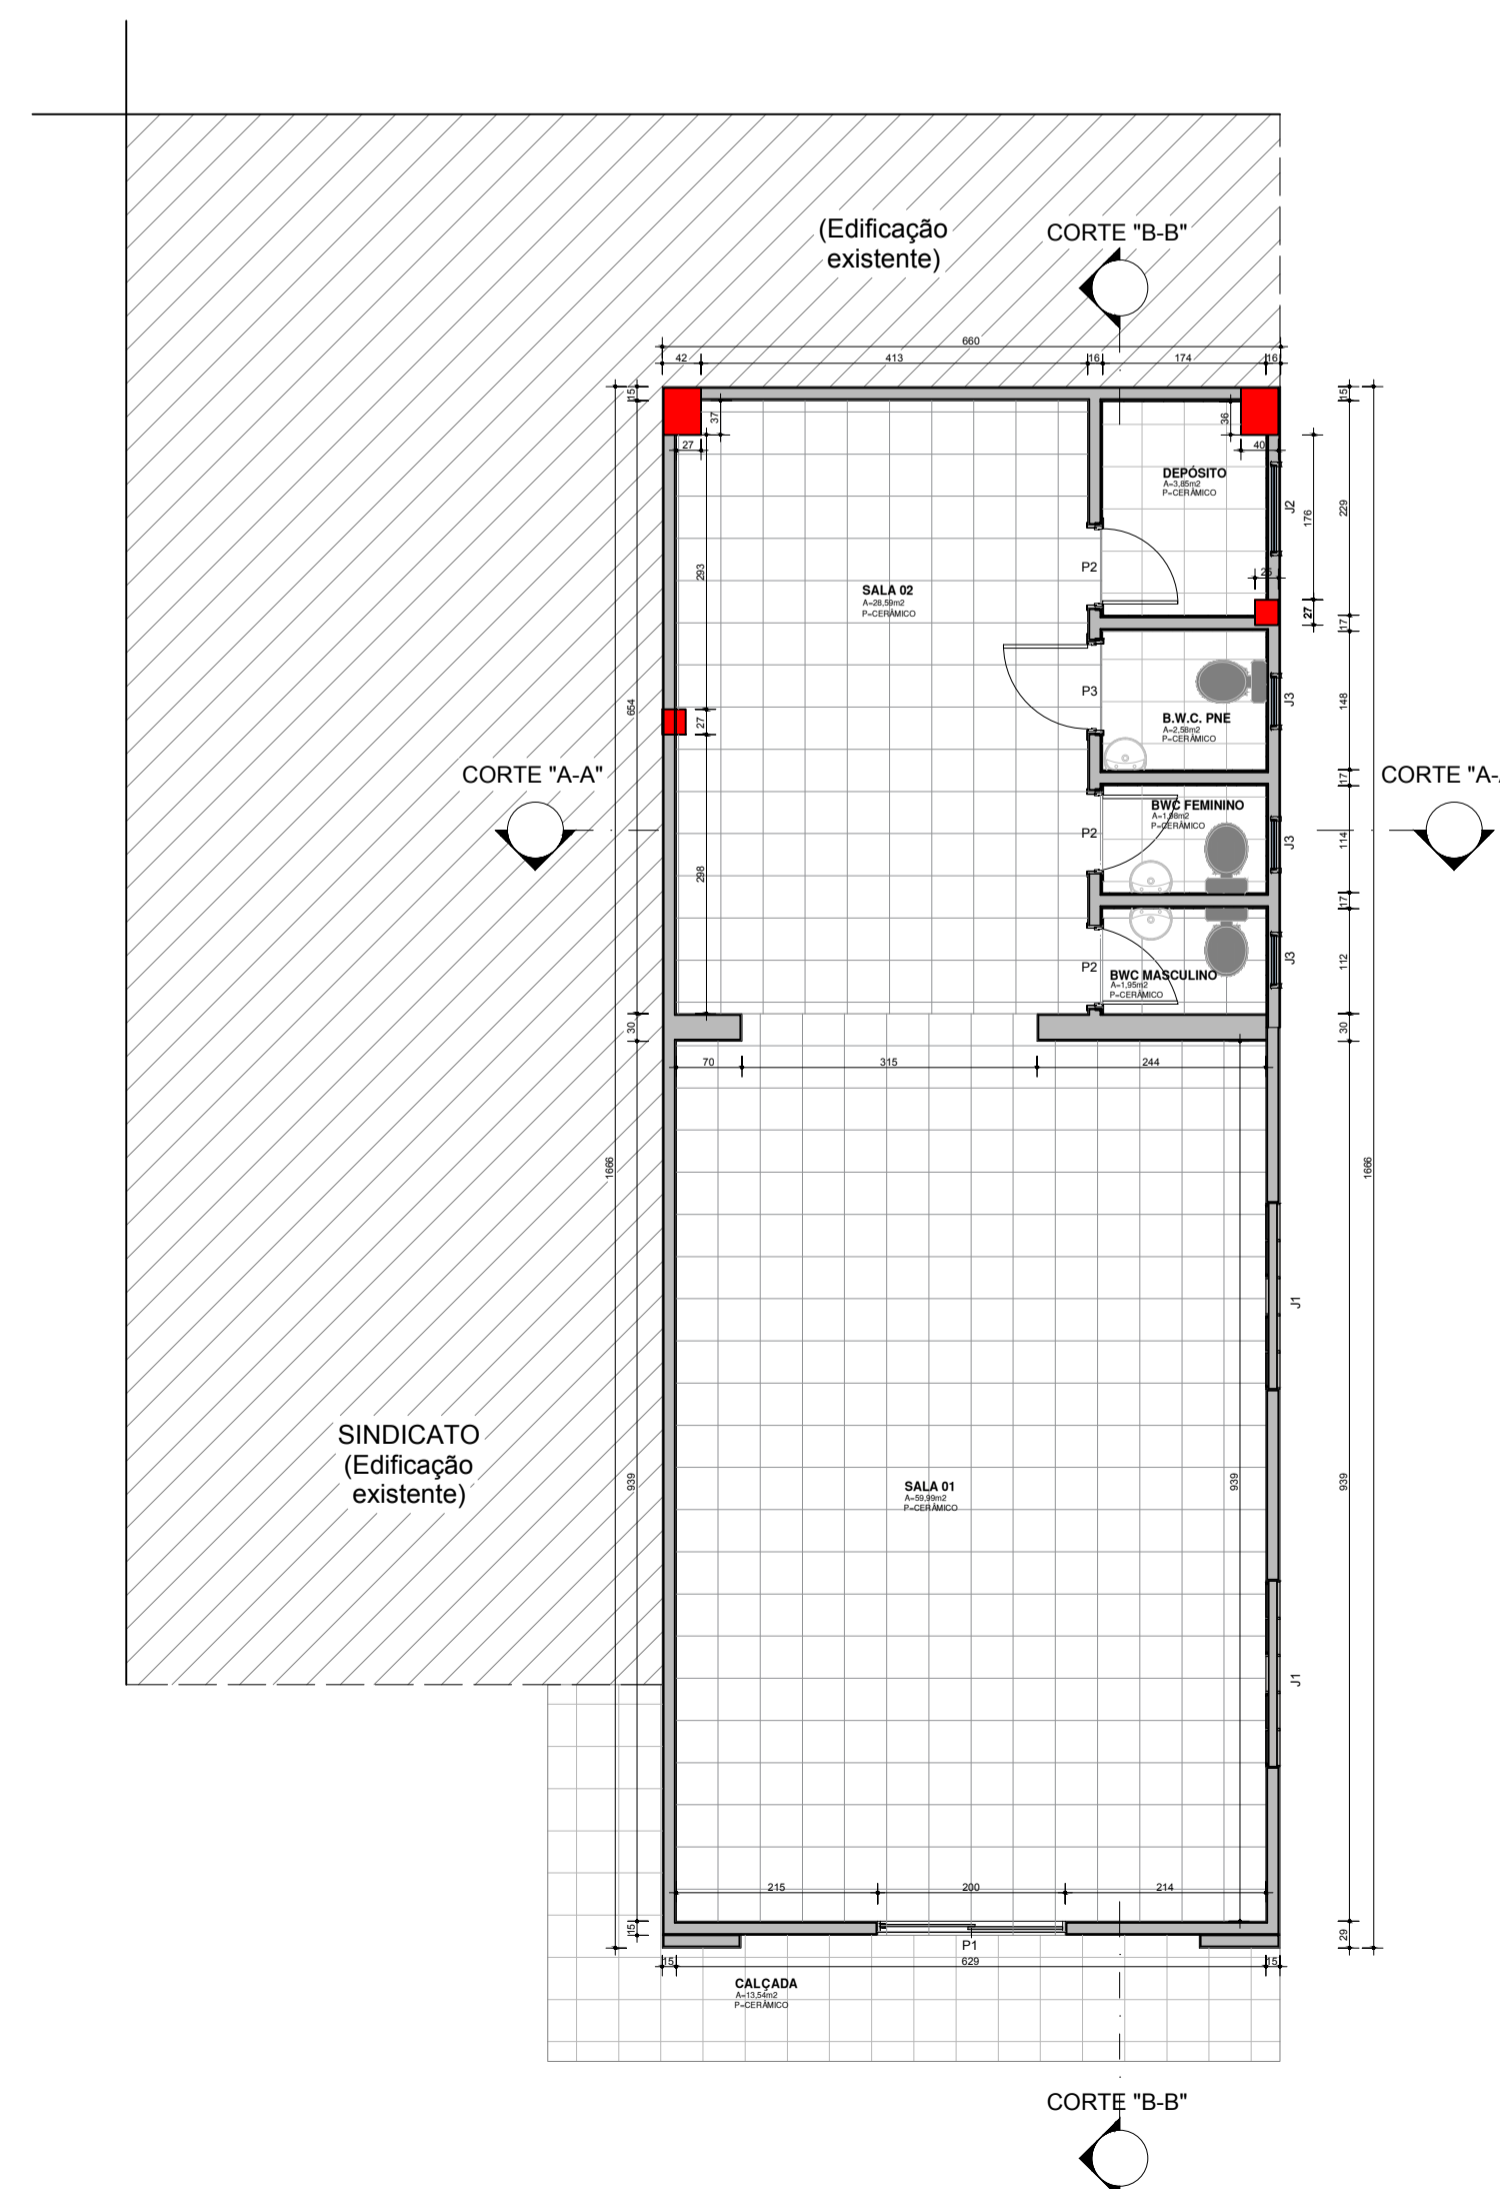 (Edificação
existente)
CORTE "B-B"
660
42
413
16
174
16
15
15
37
36
27
40
DEPÓSITO
A=3,85m2
P=CERÂMICO
J2
176
229
293
P2
25
SALA 02
A=28,59m2
P=CERÂMICO
27
17
654
P3
J3
148
27
B.W.C. PNE
A=2,58m2
P=CERÂMICO
CORTE "A-A"
CORTE "A-
17
BWC FEMININO
A=1,98m2
P=CERÂMICO
P2
J3
114
298
17
P2
J3
112
BWC MASCULINO
A=1,95m2
P=CERÂMICO
30
30
70
315
244
1666
1666
J1
SINDICATO
(Edificação
existente)
939
939
939
SALA 01
A=59,99m2
P=CERÂMICO
J1
215
200
214
15
29
P1
15
629
15
CALÇADA
A=13,54m2
P=CERÂMICO
CORTE "B-B"